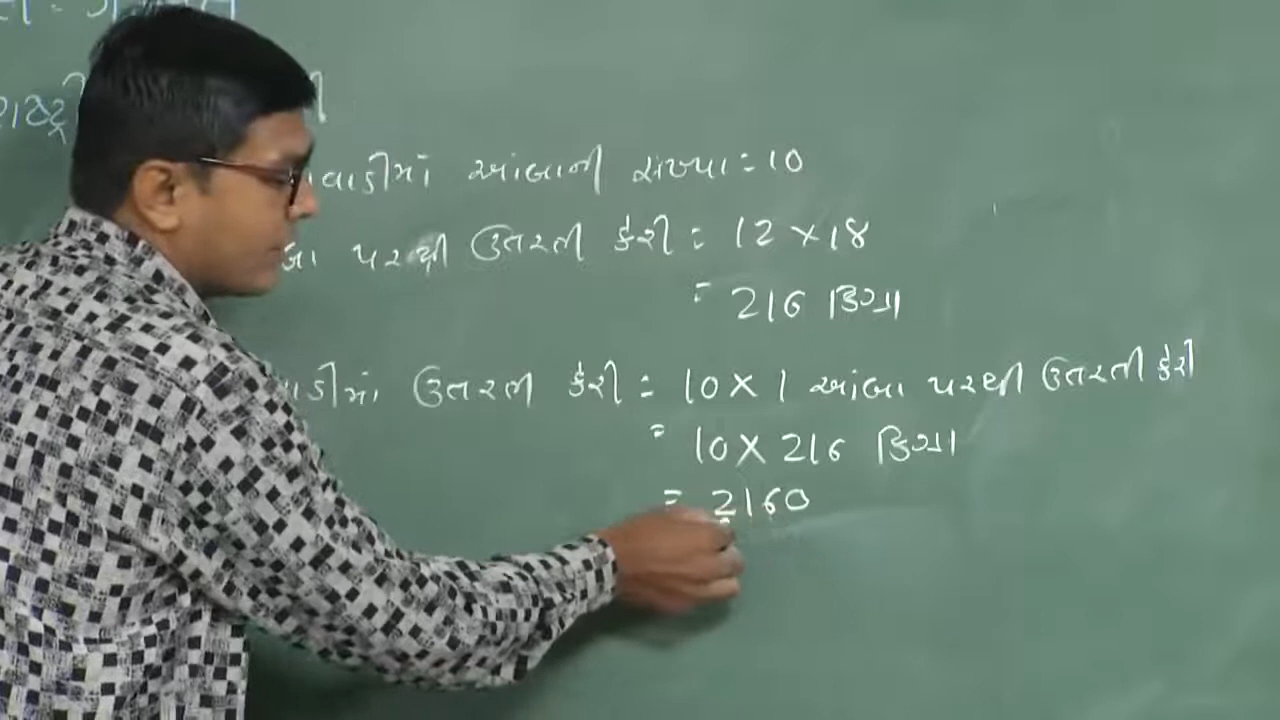 વાડીમાં આંબાની સંખ્યા = 10
પરથી ઉતરતી કેરી = 12 × 18
= 216 કિગ્રા
ઉતરતી કેરી = 10 × 1 આંબા પરથી ઉતરતી કેરી
= 10 × 216 કિગ્રા
= 2160